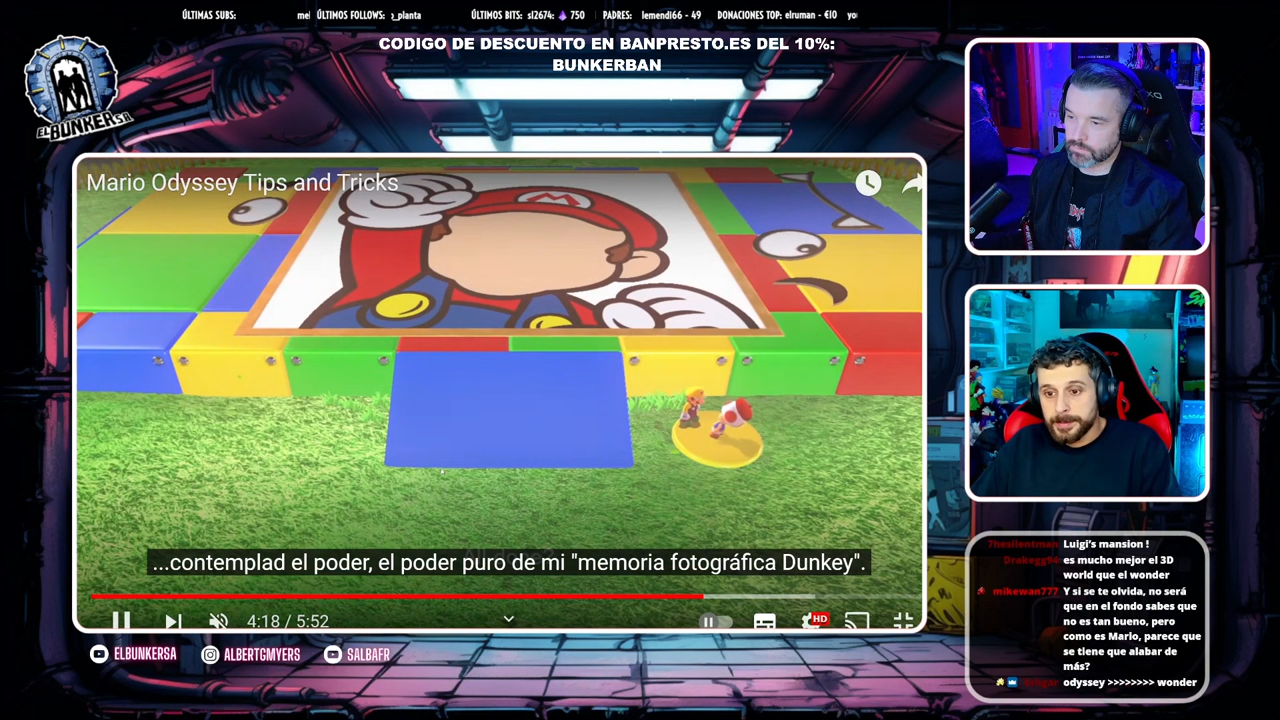 ÚLTIMAS SUBS:
ÚLTIMOS FOLLOWS: _planta
ÚLTIMOS BITS: sl2674: 750
PADRES: lemendi66 - 49
DONACIONES TOP: elruman - €10
CODIGO DE DESCUENTO EN BANPRESTO.ES DEL 10%:
BUNKERBAN
EL BUNKER S.A
Mario Odyssey Tips and Tricks
M
...contemplad el poder, el poder puro de mi "memoria fotográfica Dunkey".
4:18 / 5:52
HD
ELBUNKERSA
ALBERTGMYERS
SALBAFR
7hesilentman Luigi's mansion !
es mucho mejor el 3D
world que el wonder
mikewan777 Y si se te olvida, no será
que en el fondo sabes que
no es tan bueno, pero
como es Mario, parece que
se tiene que alabar de
más?
odyssey >>>>>>>> wonder